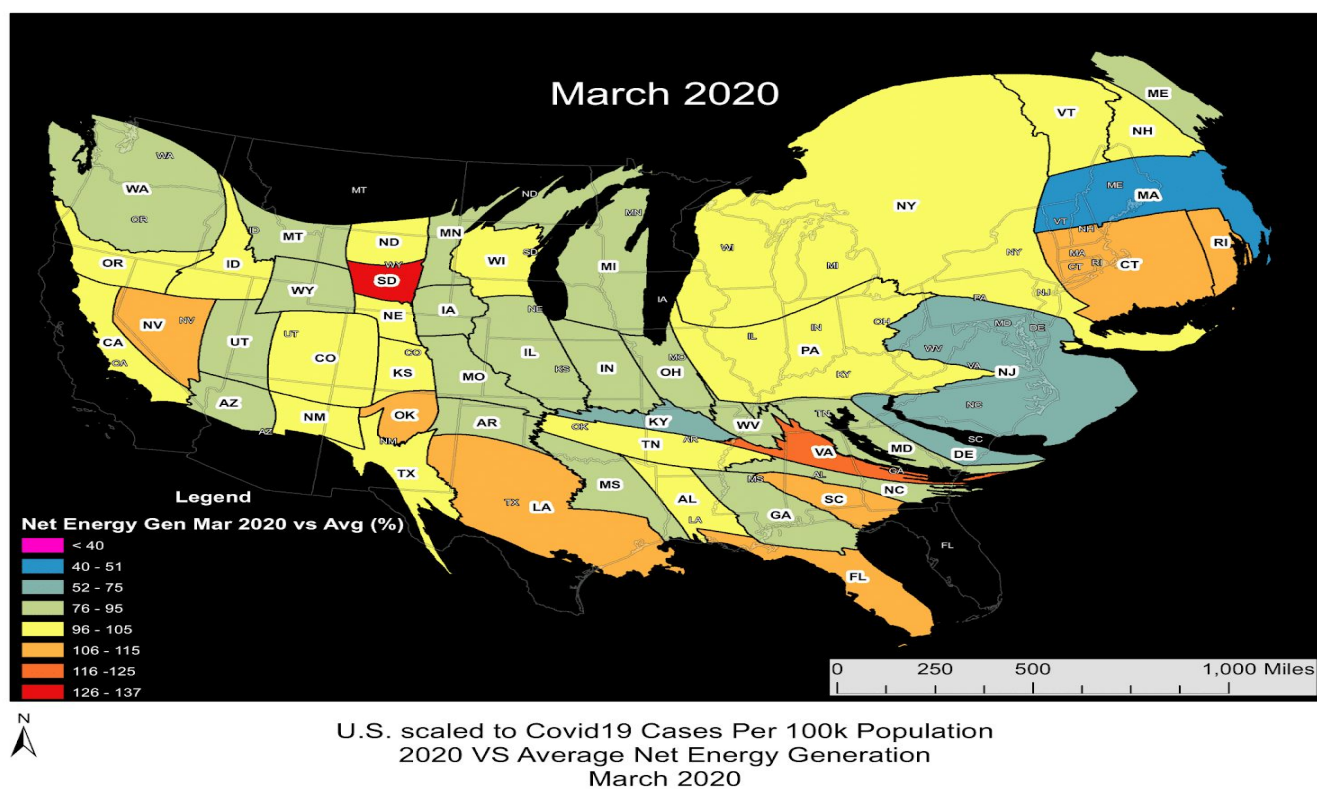 March 2020
ME
VT
NH
WA
MT
ND
MN
ME
MA
WA
OR
ND
MN
NY
VT
NH
MT
ID
ND
WY
SD
WI
MI
WI
MI
NY
MA
CT
RI
CT
RI
OR
ID
SD
WY
IA
NE
PA
NJ
NV
NV
NE
IA
OH
MD
DE
CA
CA
UT
UT
CO
CO
KS
MO
IL
KS
IN
MO
OH
IL
IN
PA
KY
WV
VA
NJ
AZ
AZ
NM
OK
NM
AR
OK
KY
AR
TN
WV
TN
NC
SC
TX
TX
LA
MS
AL
LA
MS
GA
VA
AL
SC
MD
GA
NC
DE
FL
FL
Legend
Net Energy Gen Mar 2020 vs Avg (%)
< 40
40 - 51
52 - 75
76 - 95
96 - 105
106 - 115
116 -125
126 - 137
0 250 500 1,000 Miles
N
U.S. scaled to Covid19 Cases Per 100k Population
2020 VS Average Net Energy Generation
March 2020